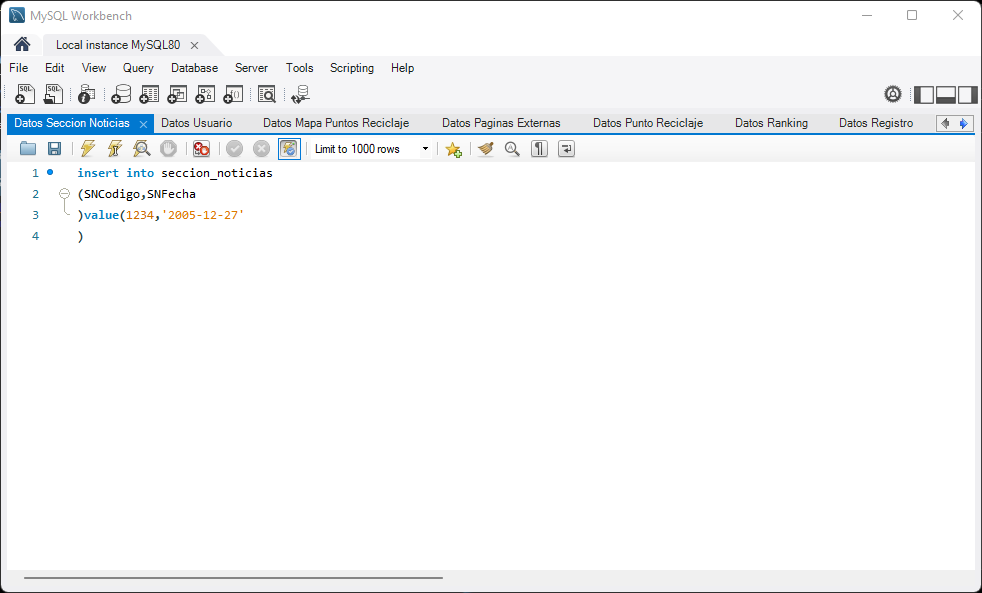 MySQL Workbench
Local instance MySQL80
File Edit View Query Database Server Tools Scripting Help
Datos Seccion Noticias Datos Usuario Datos Mapa Puntos Reciclaje Datos Paginas Externas Datos Punto Reciclaje Datos Ranking Datos Registro
Limit to 1000 rows
1 insert into seccion_noticias
2 (SNCodigo,SNFecha
3 )value(1234,'2005-12-27'
4 )